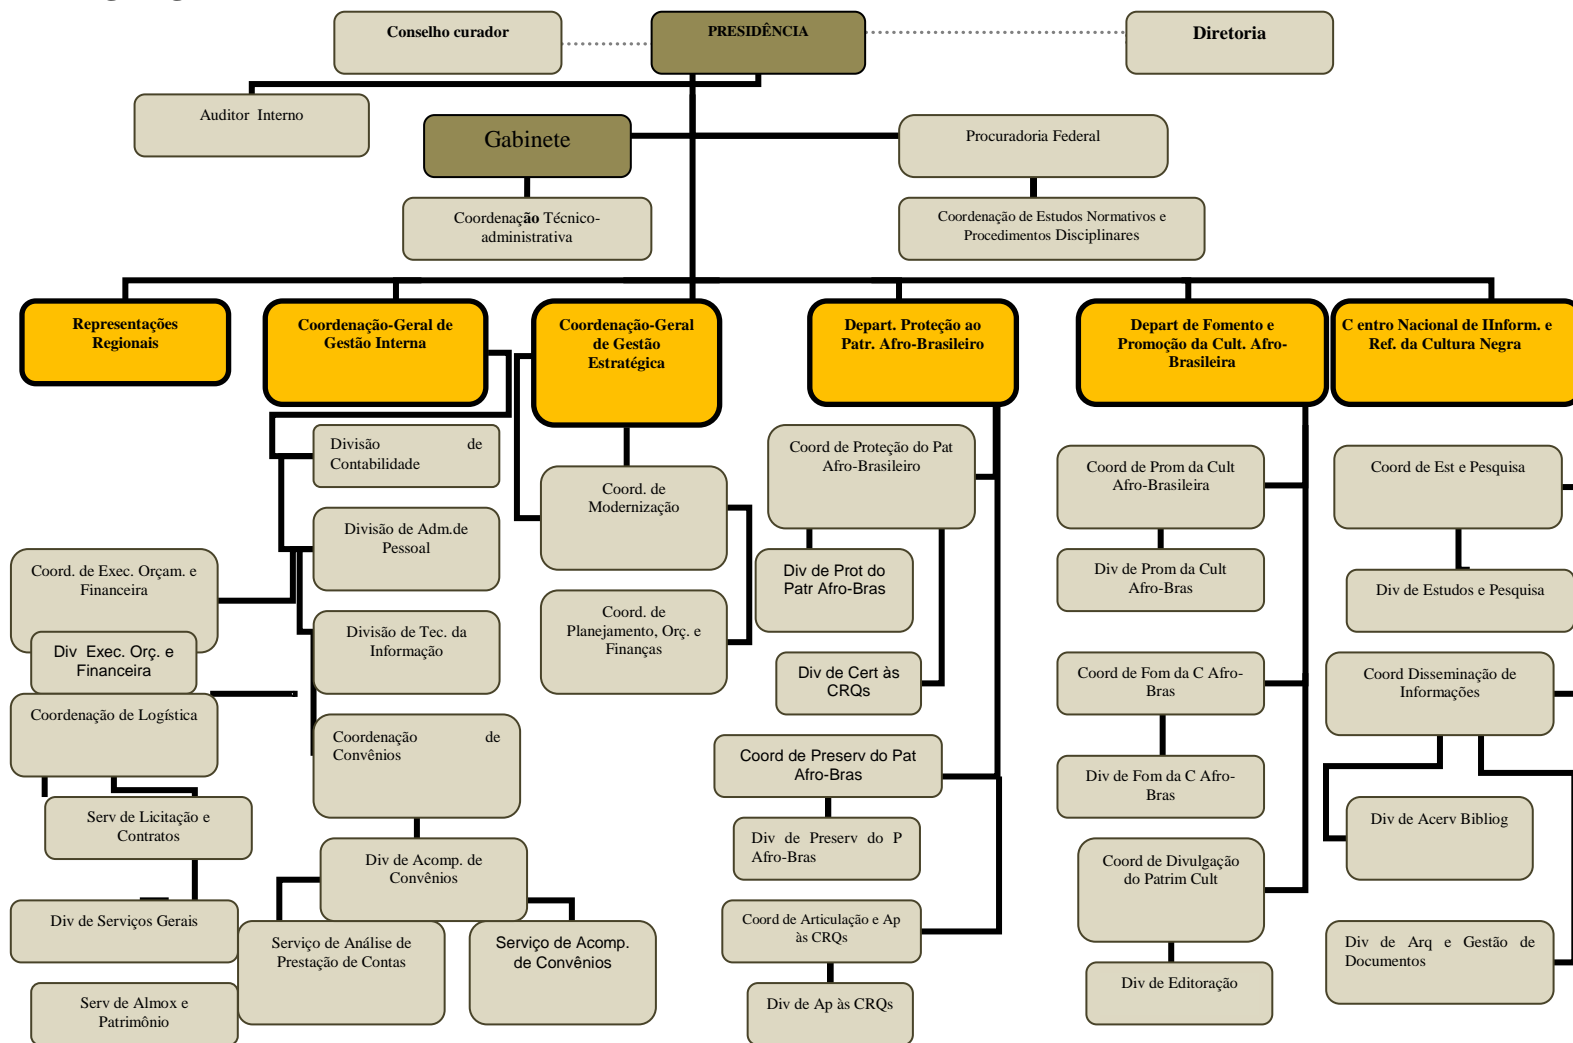 Conselho curador
PRESIDÊNCIA
Diretoria
Auditor Interno
Gabinete
Procuradoria Federal
Coordenação Técnico-
administrativa
Coordenação de Estudos Normativos e
Procedimentos Disciplinares
Representações
Regionais
Coordenação-Geral de
Gestão Interna
Coordenação-Geral
de Gestão
Estratégica
Depart. Proteção ao
Patr. Afro-Brasileiro
Depart de Fomento e
Promoção da Cult. Afro-
Brasileira
C entro Nacional de IInform. e
Ref. da Cultura Negra
Coord. de Exec. Orçam. e
Financeira
Div Exec. Orç. e
Financeira
Coordenação de Logística
Serv de Licitação e
Contratos
Div de Serviços Gerais
Serv de Almox e
Patrimônio
Divisão de
Contabilidade
Divisão de Adm.de
Pessoal
Divisão de Tec. da
Informação
Coordenação de
Convênios
Div de Acomp. de
Convênios
Serviço de Análise de
Prestação de Contas
Serviço de Acomp.
de Convênios
Coord. de
Modernização
Coord. de
Planejamento, Orç. e
Finanças
Coord de Proteção do Pat
Afro-Brasileiro
Div de Prot do
Patr Afro-Bras
Div de Cert às
CRQs
Coord de Preserv do Pat
Afro-Bras
Div de Preserv do P
Afro-Bras
Coord de Articulação e Ap
às CRQs
Div de Ap às CRQs
Coord de Prom da Cult
Afro-Brasileira
Div de Prom da Cult
Afro-Bras
Coord de Fom da C Afro-
Bras
Div de Fom da C Afro-
Bras
Coord de Divulgação
do Patrim Cult
Div de Editoração
Coord de Est e Pesquisa
Div de Estudos e Pesquisa
Coord Disseminação de
Informações
Div de Acerv Bibliog
Div de Arq e Gestão de
Documentos